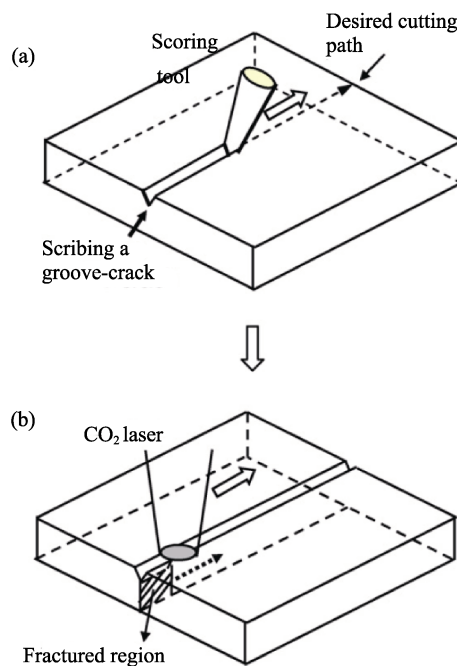 (a)
Scoring
tool
Desired cutting
path
Scribing a
groove-crack
(b)
CO₂ laser
Fractured region